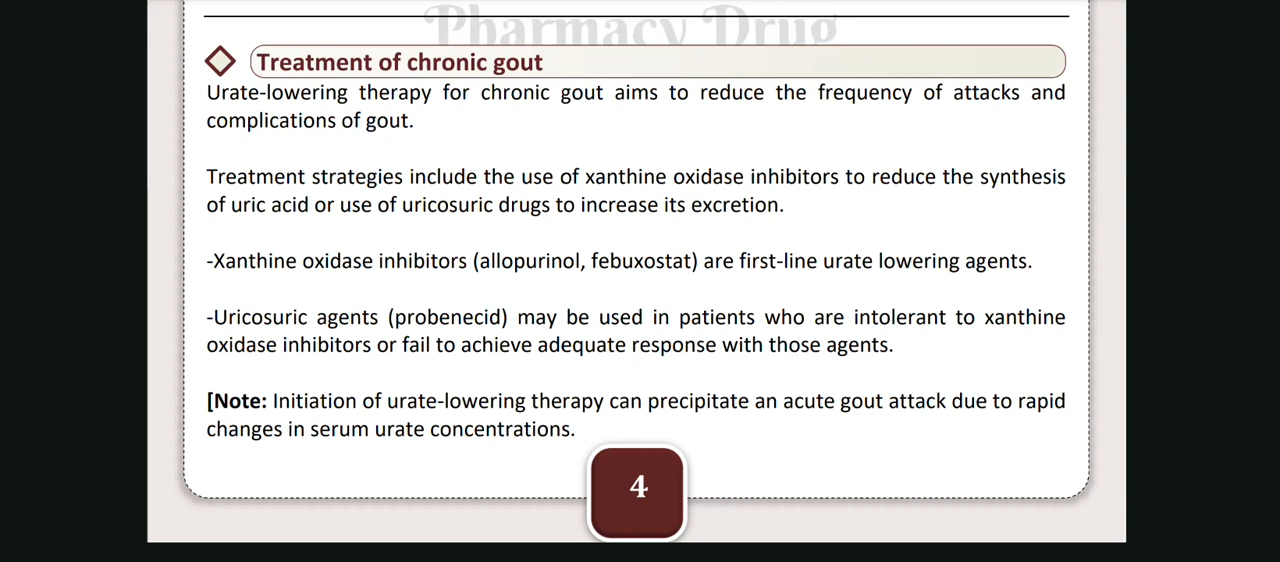 Pharmacy Drug
Treatment of chronic gout
Urate-lowering therapy for chronic gout aims to reduce the frequency of attacks and
complications of gout.
Treatment strategies include the use of xanthine oxidase inhibitors to reduce the synthesis
of uric acid or use of uricosuric drugs to increase its excretion.
-Xanthine oxidase inhibitors (allopurinol, febuxostat) are first-line urate lowering agents.
-Uricosuric agents (probenecid) may be used in patients who are intolerant to xanthine
oxidase inhibitors or fail to achieve adequate response with those agents.
[Note: Initiation of urate-lowering therapy can precipitate an acute gout attack due to rapid
changes in serum urate concentrations.
4